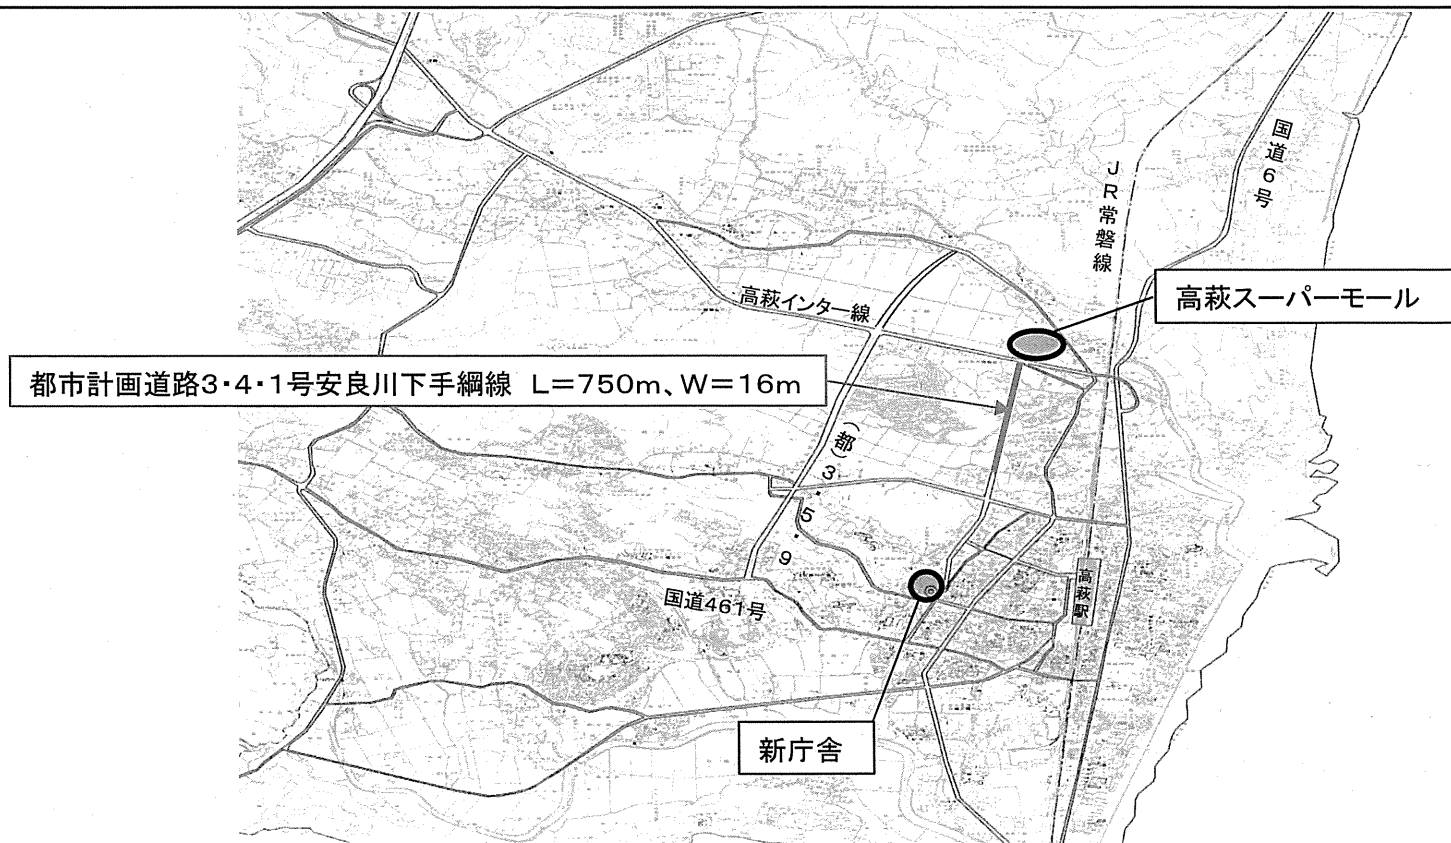 国道6号
JR常磐線
高萩スーパーモール
高萩インター線
都市計画道路3・4・1号安良川下手綱線 L=750m、W=16m
(都)3・5・9
高萩駅
国道461号
新庁舎